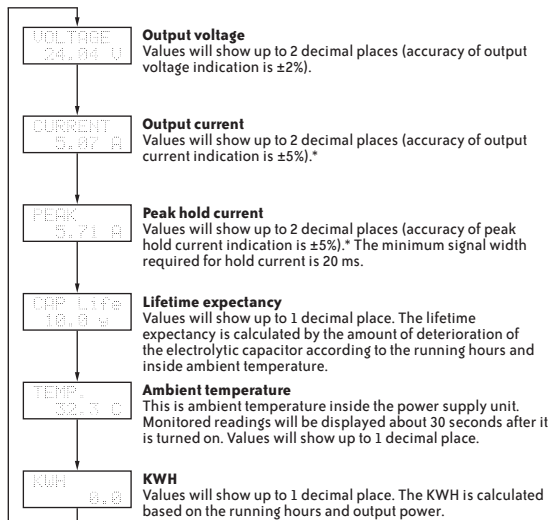 VOLTAGE
24.04 V
Output voltage
Values will show up to 2 decimal places (accuracy of output
voltage indication is ±2%).
CURRENT
5.07 A
Output current
Values will show up to 2 decimal places (accuracy of output
current indication is ±5%).*
PEAK
5.71 A
Peak hold current
Values will show up to 2 decimal places (accuracy of peak
hold current indication is ±5%).* The minimum signal width
required for hold current is 20 ms.
CAP Life
10.0 y
Lifetime expectancy
Values will show up to 1 decimal place. The lifetime
expectancy is calculated by the amount of deterioration of
the electrolytic capacitor according to the running hours and
inside ambient temperature.
TEMP.
32.3 C
Ambient temperature
This is ambient temperature inside the power supply unit.
Monitored readings will be displayed about 30 seconds after it
is turned on. Values will show up to 1 decimal place.
KWH
0.0
KWH
Values will show up to 1 decimal place. The KWH is calculated
based on the running hours and output power.